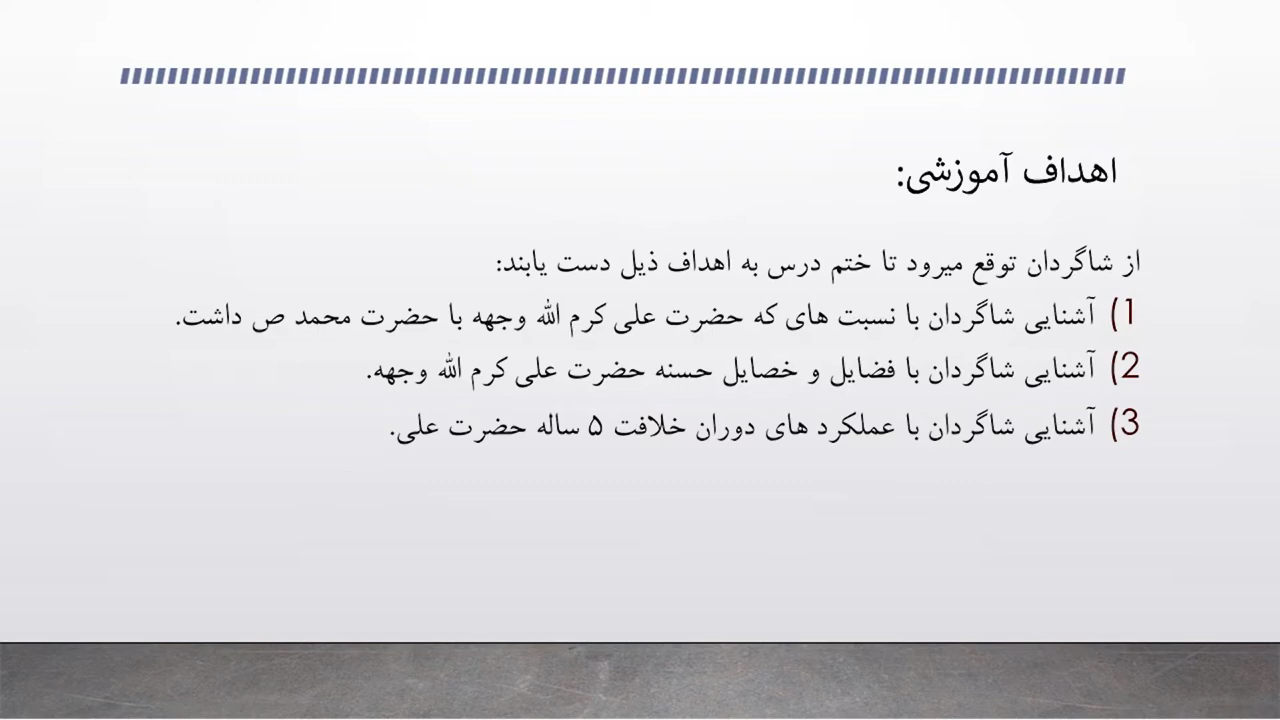 اهداف آموزشی:
از شاگردان توقع میرود تا ختم درس به اهداف ذیل دست یابند:
1) آشنایی شاگردان با نسبت های که حضرت علی کرم الله وجهه با حضرت محمد ص داشت.
2) آشنایی شاگردان با فضایل و خصایل حسنه حضرت علی کرم الله وجهه.
3) آشنایی شاگردان با عملکرد های دوران خلافت ۵ ساله حضرت علی.